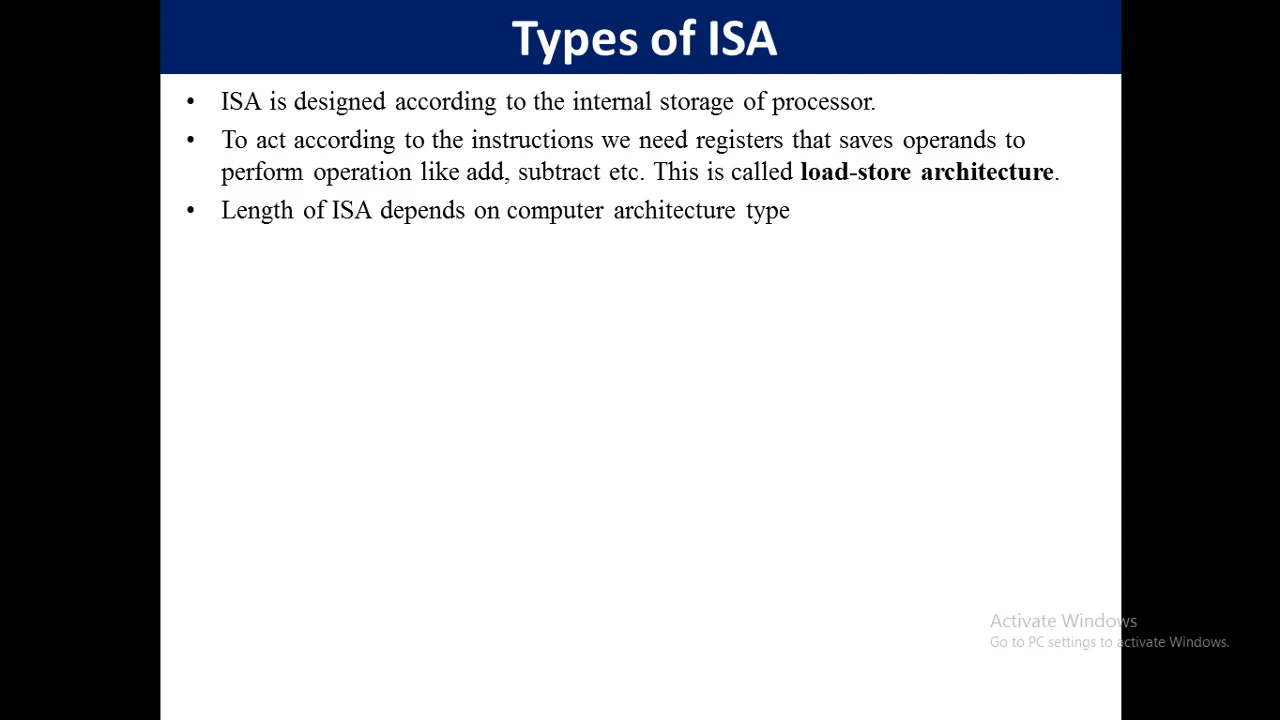 Types of ISA
• ISA is designed according to the internal storage of processor.
• To act according to the instructions we need registers that saves operands to
perform operation like add, subtract etc. This is called load-store architecture.
• Length of ISA depends on computer architecture type
Activate Windows
Go to PC settings to activate Windows.